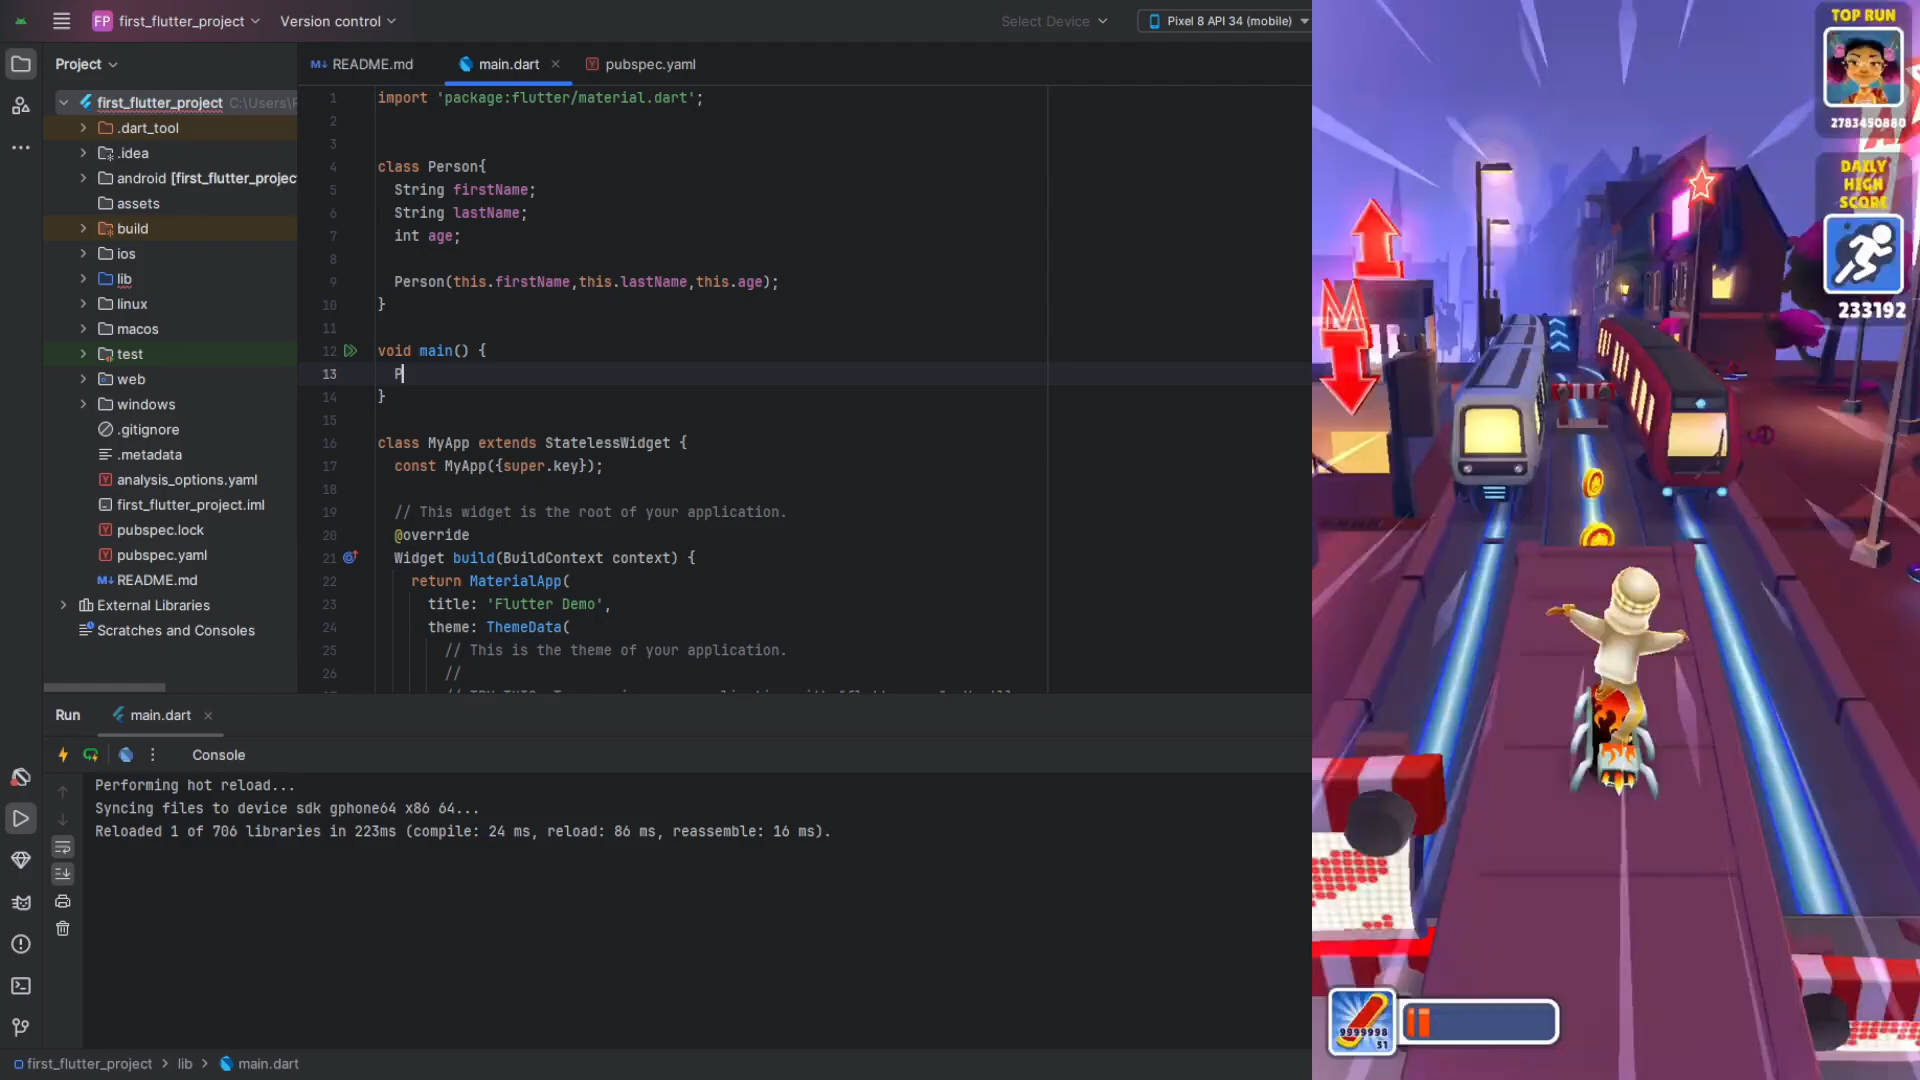 FP first_flutter_project
Version control
Select Device
Pixel 8 API 34 (mobile)
Project
README.md
main.dart
pubspec.yaml
first_flutter_project C:\Users\
.dart_tool
.idea
android [first_flutter_project
assets
build
ios
lib
linux
macos
test
web
windows
.gitignore
.metadata
analysis_options.yaml
first_flutter_project.iml
pubspec.lock
pubspec.yaml
README.md
External Libraries
Scratches and Consoles
1 import 'package:flutter/material.dart';
2
3
4 class Person{
5 String firstName;
6 String lastName;
7 int age;
8
9 Person(this.firstName,this.lastName,this.age);
10 }
11
12 void main() {
13 P
14 }
15
16 class MyApp extends StatelessWidget {
17 const MyApp({super.key});
18
19 // This widget is the root of your application.
20 @override
21 Widget build(BuildContext context) {
22 return MaterialApp(
23 title: 'Flutter Demo',
24 theme: ThemeData(
25 // This is the theme of your application.
26 //
Run
main.dart
Console
Performing hot reload...
Syncing files to device sdk gphone64 x86 64...
Reloaded 1 of 706 libraries in 223ms (compile: 24 ms, reload: 86 ms, reassemble: 16 ms).
first_flutter_project > lib > main.dart
TOP RUN
2783450880
DAILY
HIGH
SCORE
233192
M
9999998
51